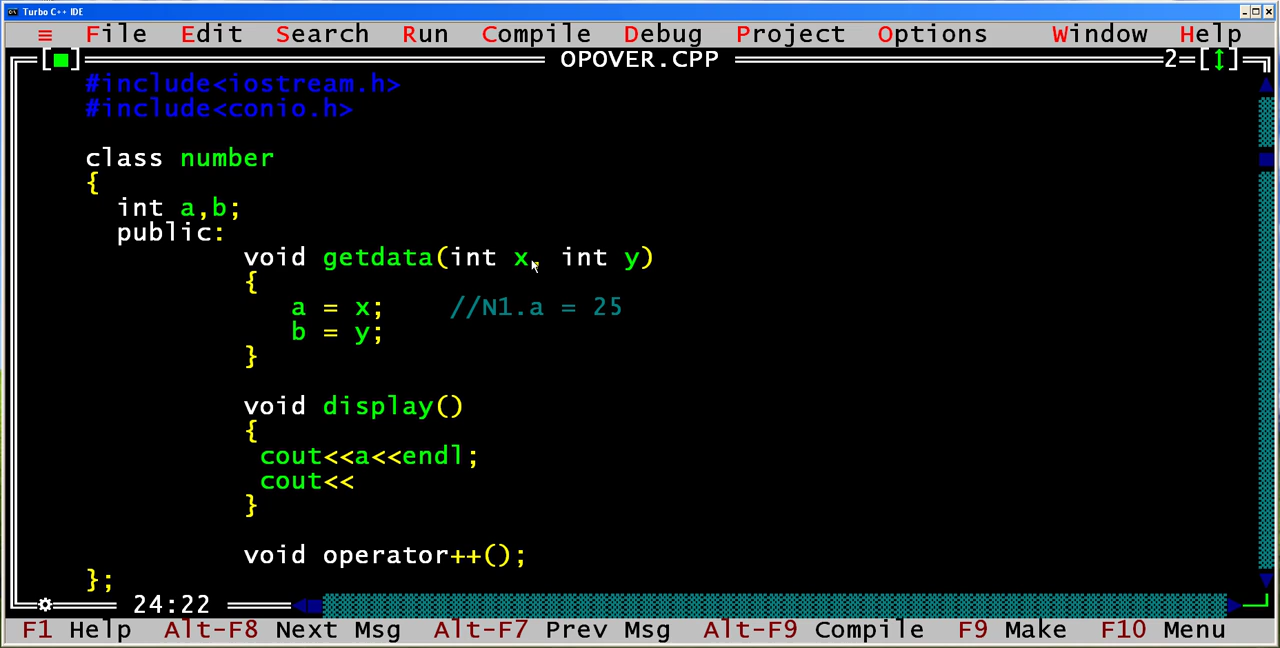 Turbo C++ IDE
≡ File Edit Search Run Compile Debug Project Options Window Help
[■] OPOVER.CPP 2=[↕]
#include<iostream.h>
#include<conio.h>
class number
{
int a,b;
public:
void getdata(int x, int y)
{
a = x; //N1.a = 25
b = y;
}
void display()
{
cout<<a<<endl;
cout<<
}
void operator++();
};
24:22
F1 Help Alt-F8 Next Msg Alt-F7 Prev Msg Alt-F9 Compile F9 Make F10 Menu